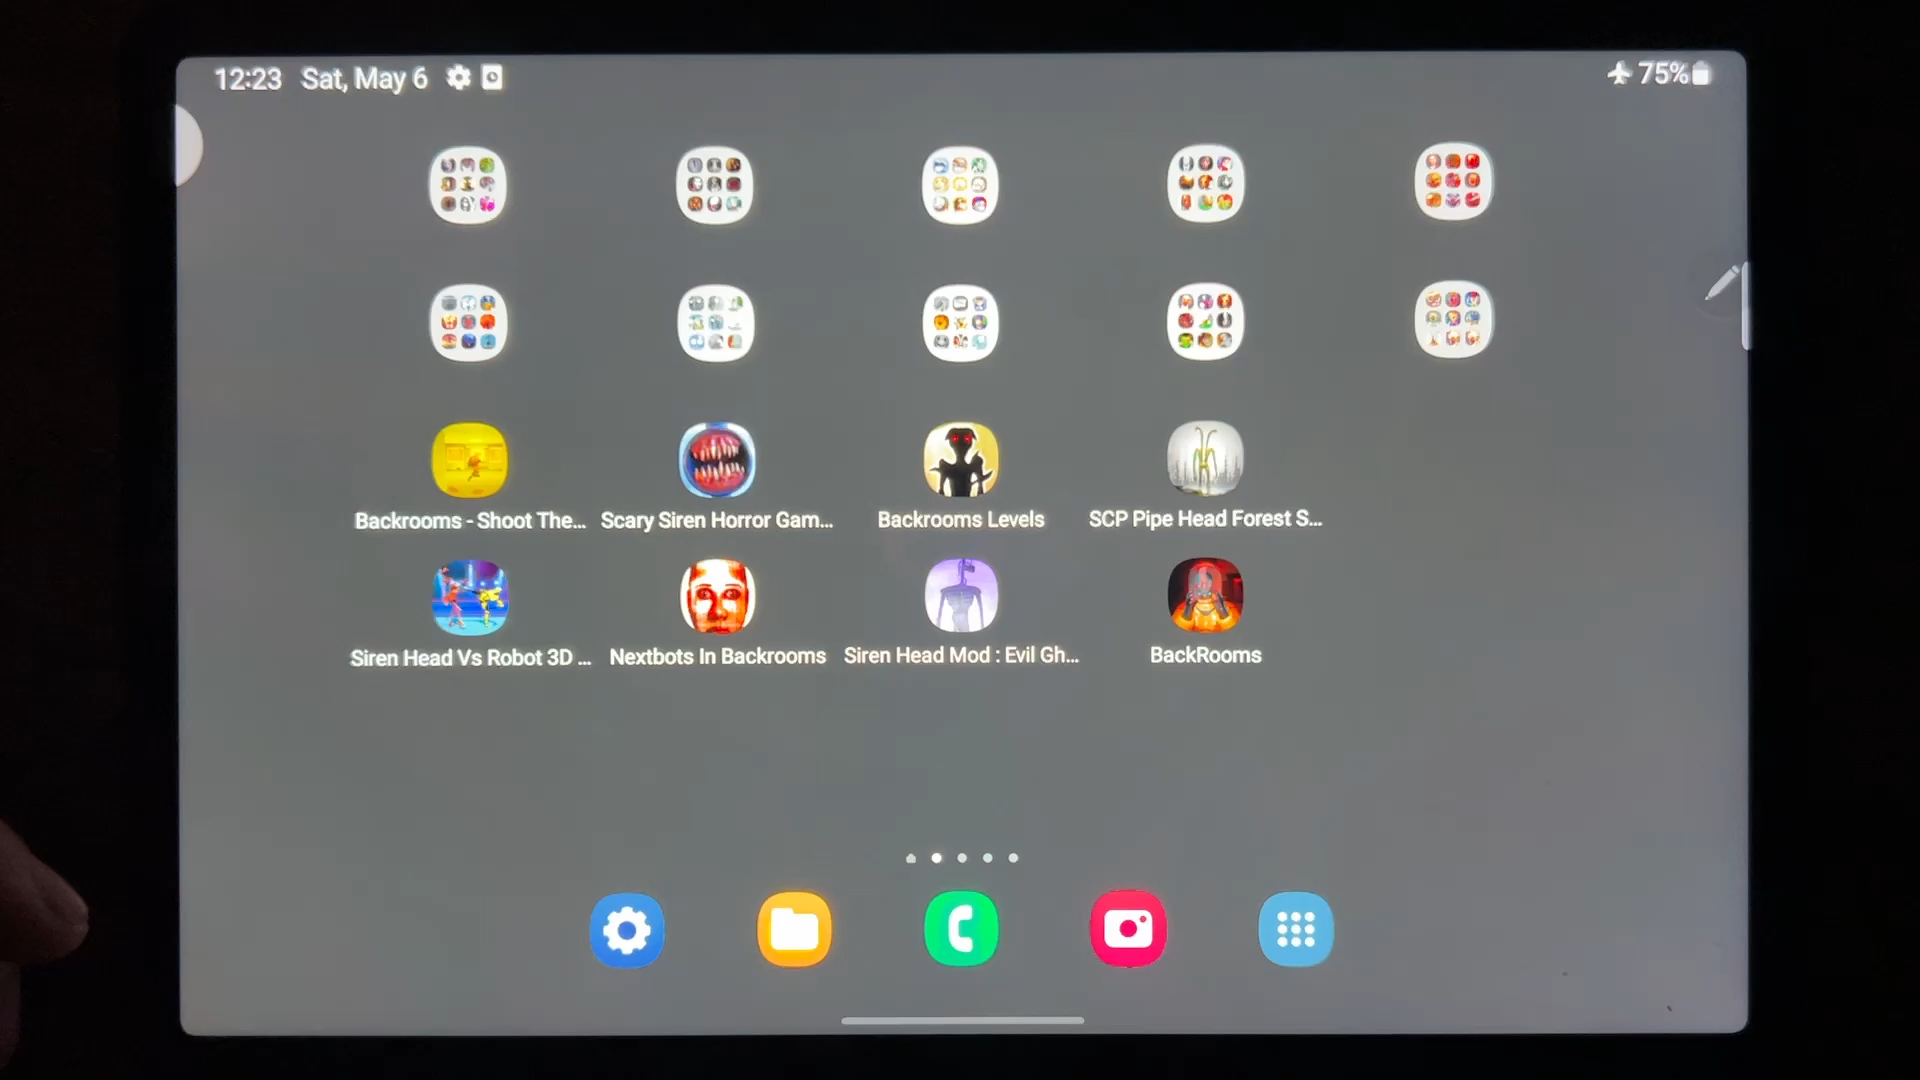 12:23 Sat, May 6
75%
Backrooms - Shoot The...
Scary Siren Horror Gam...
Backrooms Levels
SCP Pipe Head Forest S...
Siren Head Vs Robot 3D ...
Nextbots In Backrooms
Siren Head Mod : Evil Gh...
BackRooms